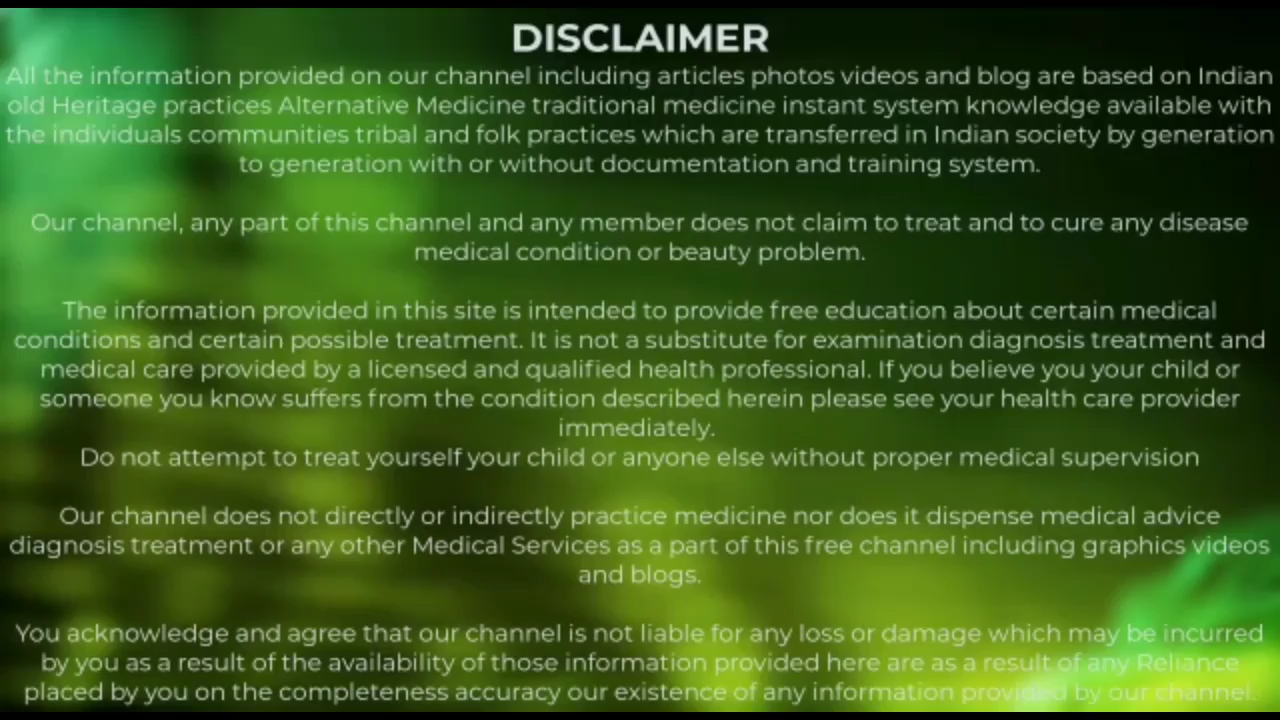 DISCLAIMER
All the information provided on our channel including articles photos videos and blog are based on Indian
old Heritage practices Alternative Medicine traditional medicine instant system knowledge available with
the individuals communities tribal and folk practices which are transferred in Indian society by generation
to generation with or without documentation and training system.
Our channel, any part of this channel and any member does not claim to treat and to cure any disease
medical condition or beauty problem.
The information provided in this site is intended to provide free education about certain medical
conditions and certain possible treatment. It is not a substitute for examination diagnosis treatment and
medical care provided by a licensed and qualified health professional. If you believe you your child or
someone you know suffers from the condition described herein please see your health care provider
immediately.
Do not attempt to treat yourself your child or anyone else without proper medical supervision
Our channel does not directly or indirectly practice medicine nor does it dispense medical advice
diagnosis treatment or any other Medical Services as a part of this free channel including graphics videos
and blogs.
You acknowledge and agree that our channel is not liable for any loss or damage which may be incurred
by you as a result of the availability of those information provided here are as a result of any Reliance
placed by you on the completeness accuracy our existence of any information provided by our channel.